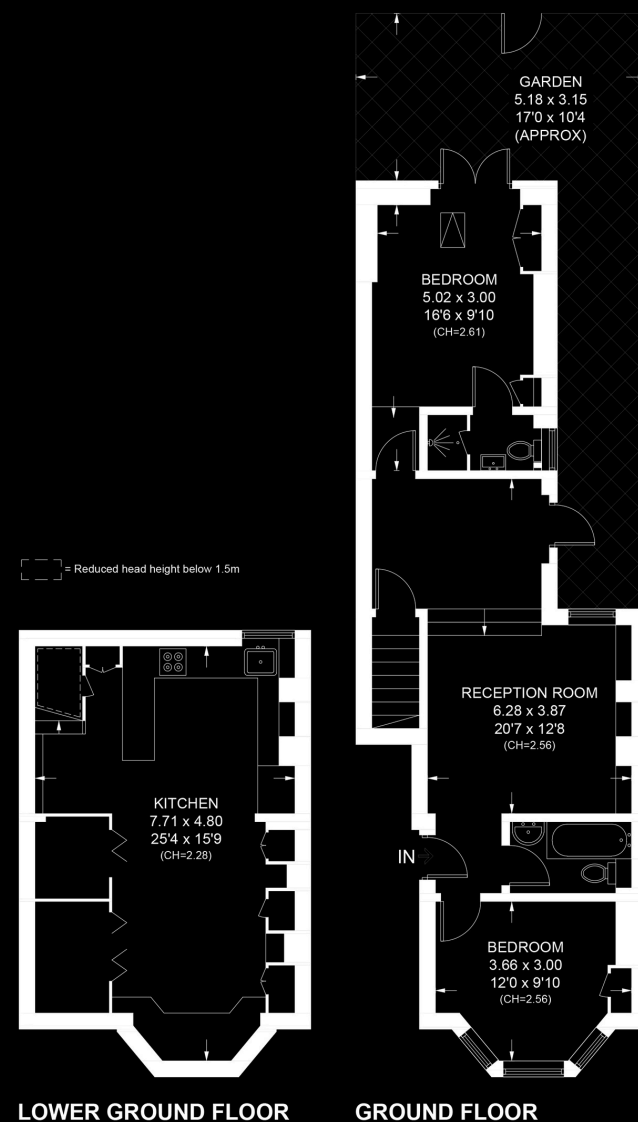 GARDEN
5.18 x 3.15
17'0 x 10'4
(APPROX)
BEDROOM
5.02 x 3.00
16'6 x 9'10
(CH=2.61)
= Reduced head height below 1.5m
RECEPTION ROOM
6.28 x 3.87
20'7 x 12'8
(CH=2.56)
KITCHEN
7.71 x 4.80
25'4 x 15'9
(CH=2.28)
IN
BEDROOM
3.66 x 3.00
12'0 x 9'10
(CH=2.56)
LOWER GROUND FLOOR
GROUND FLOOR